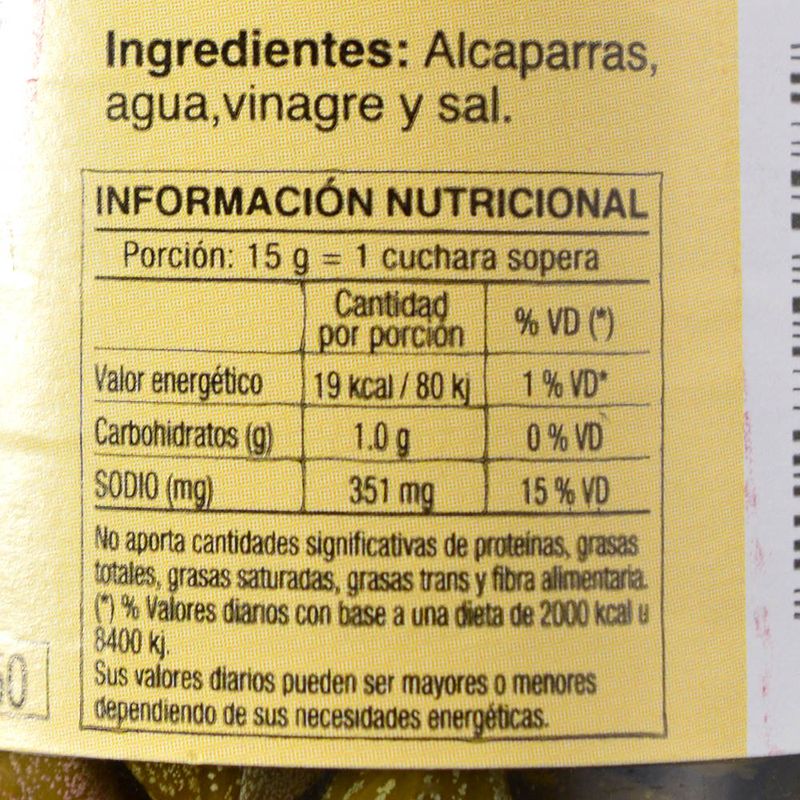 Ingredientes: Alcaparras,
agua,vinagre y sal.
INFORMACIÓN NUTRICIONAL
Porción: 15 g = 1 cuchara sopera
Cantidad
por porción
% VD (*)
Valor energético 19 kcal / 80 kj 1 % VD*
Carbohidratos (g) 1.0 g 0 % VD
SODIO (mg) 351 mg 15 % VD
No aporta cantidades significativas de proteínas, grasas
totales, grasas saturadas, grasas trans y fibra alimentaria.
(*) % Valores diarios con base a una dieta de 2000 kcal u
8400 kj.
Sus valores diarios pueden ser mayores o menores
dependiendo de sus necesidades energéticas.